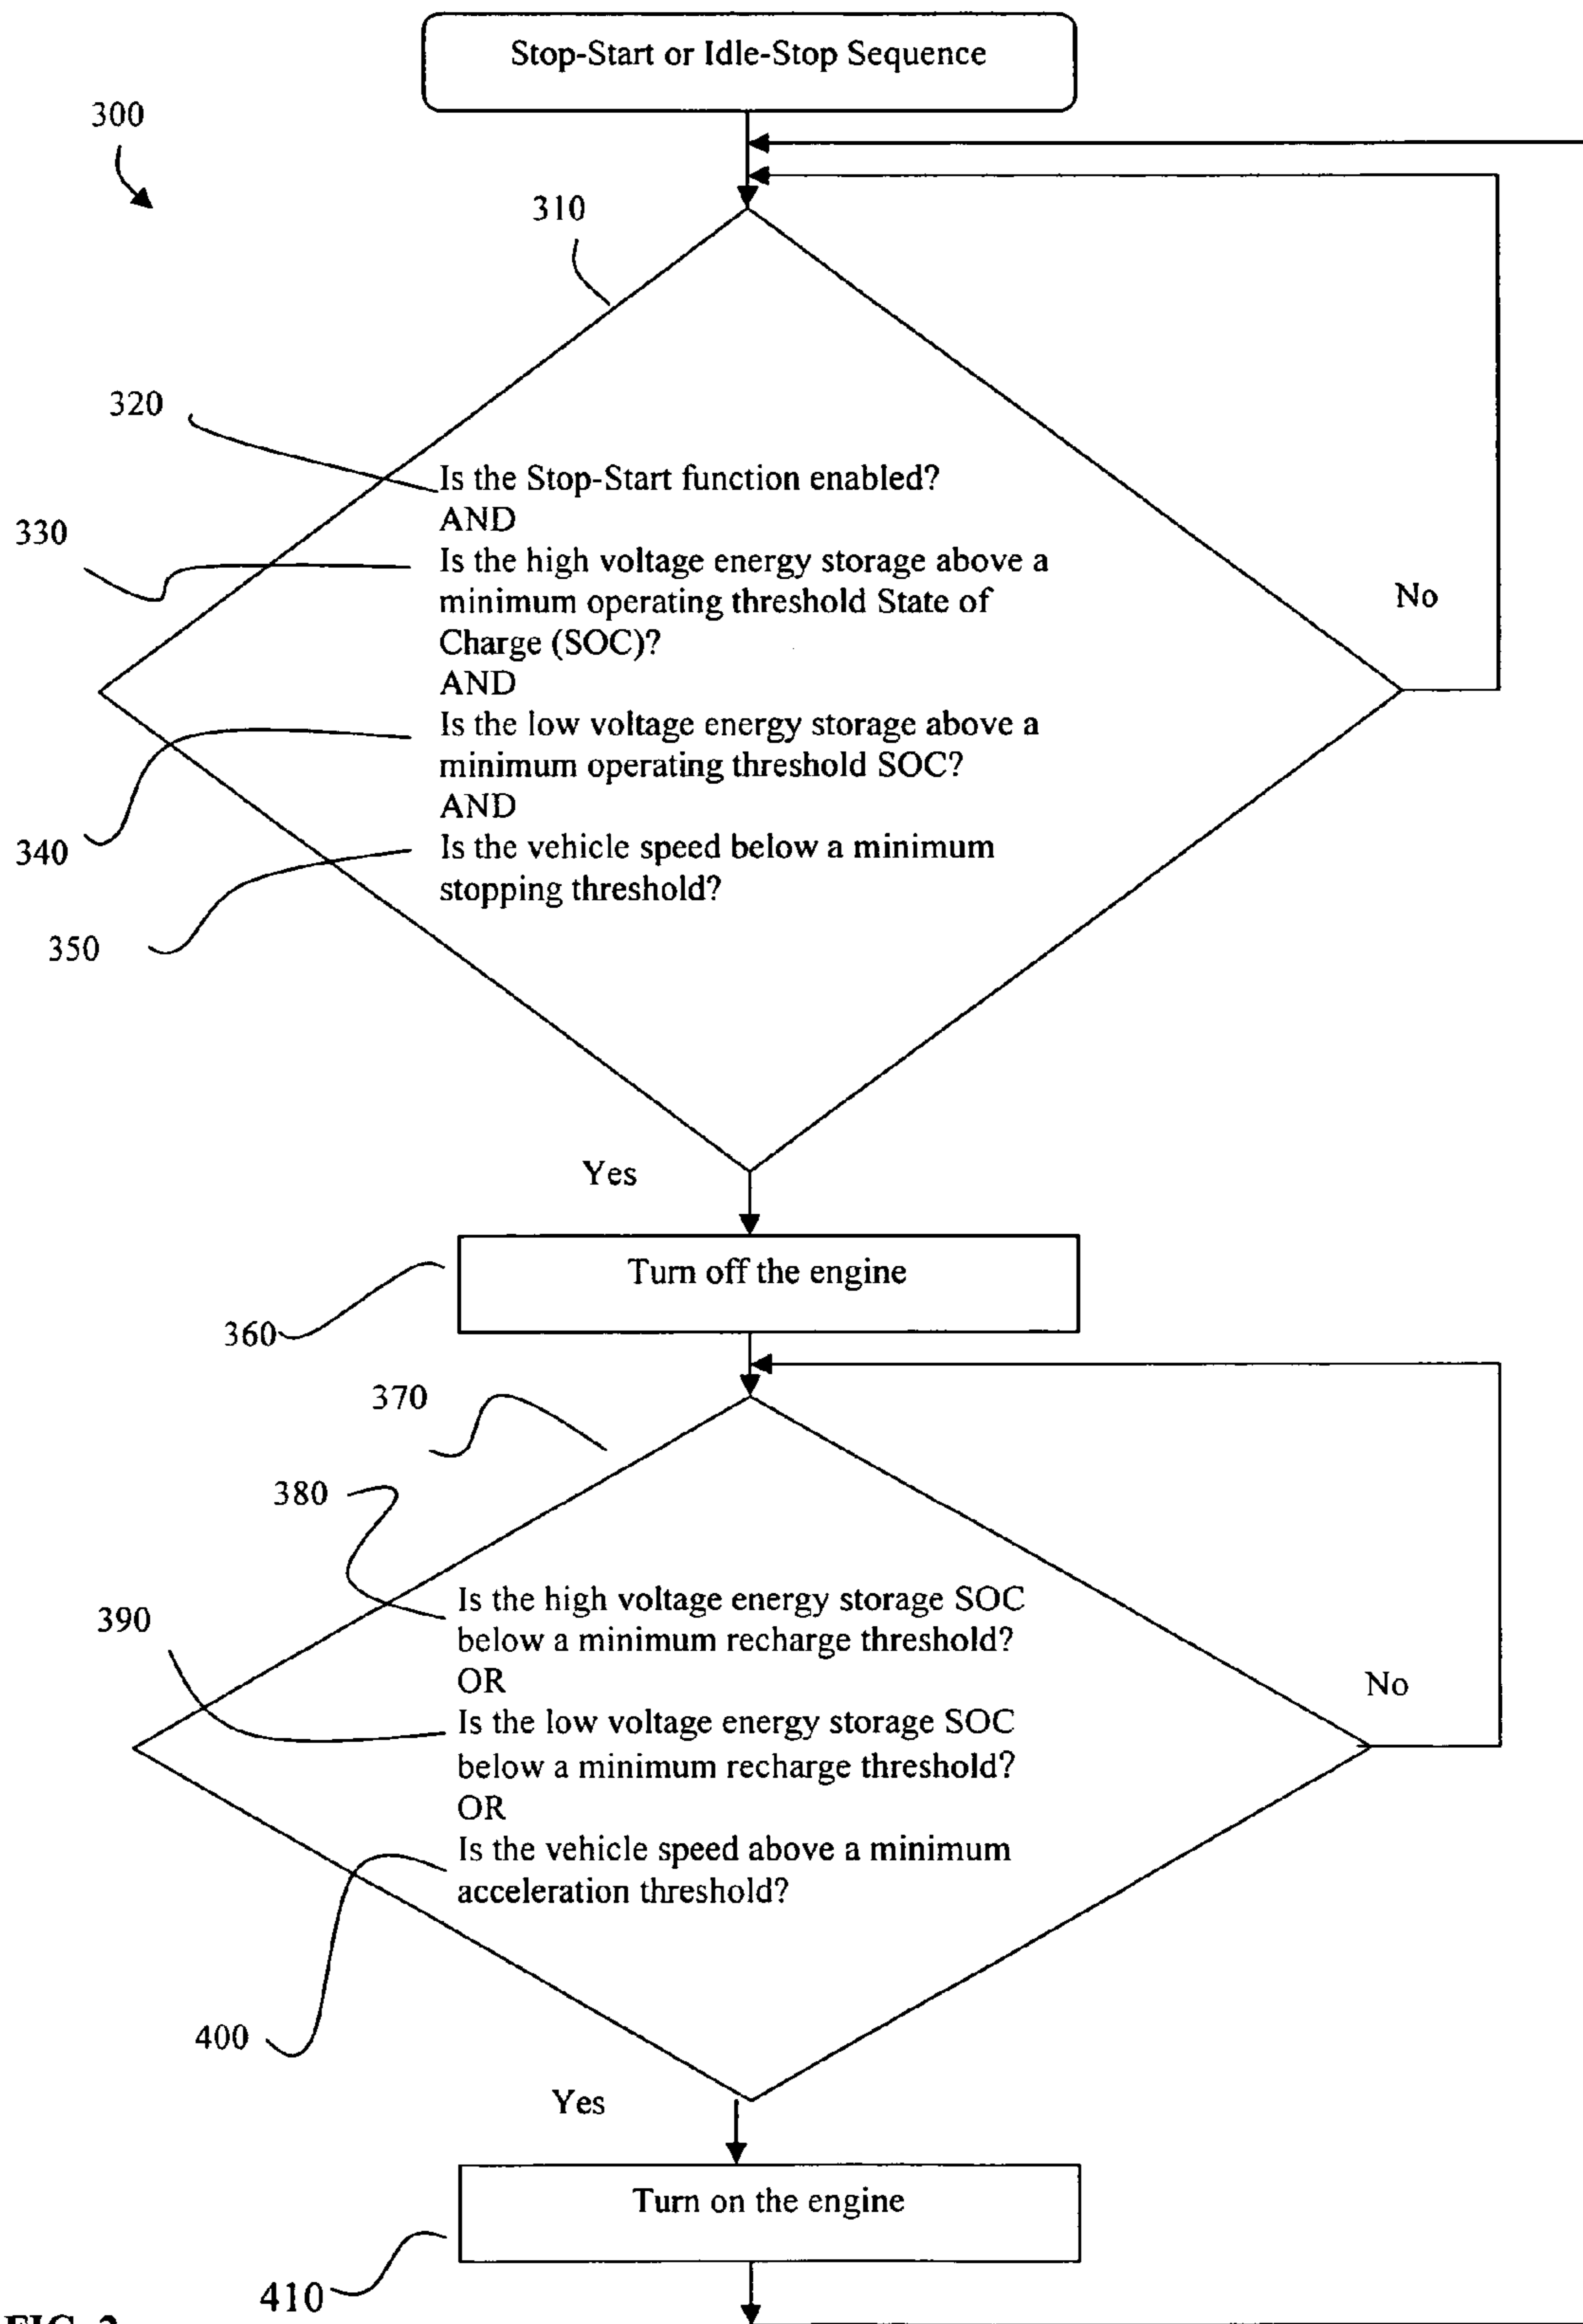 Stop-Start or Idle-Stop Sequence
300
310
320
Is the Stop-Start function enabled?
AND
330
Is the high voltage energy storage above a
minimum operating threshold State of
Charge (SOC)?
No
AND
Is the low voltage energy storage above a
minimum operating threshold SOC?
AND
340
Is the vehicle speed below a minimum
stopping threshold?
350
Yes
Turn off the engine
360
370
380
Is the high voltage energy storage SOC
390
below a minimum recharge threshold?
OR
No
Is the low voltage energy storage SOC
below a minimum recharge threshold?
OR
Is the vehicle speed above a minimum
acceleration threshold?
400
Yes
Turn on the engine
410